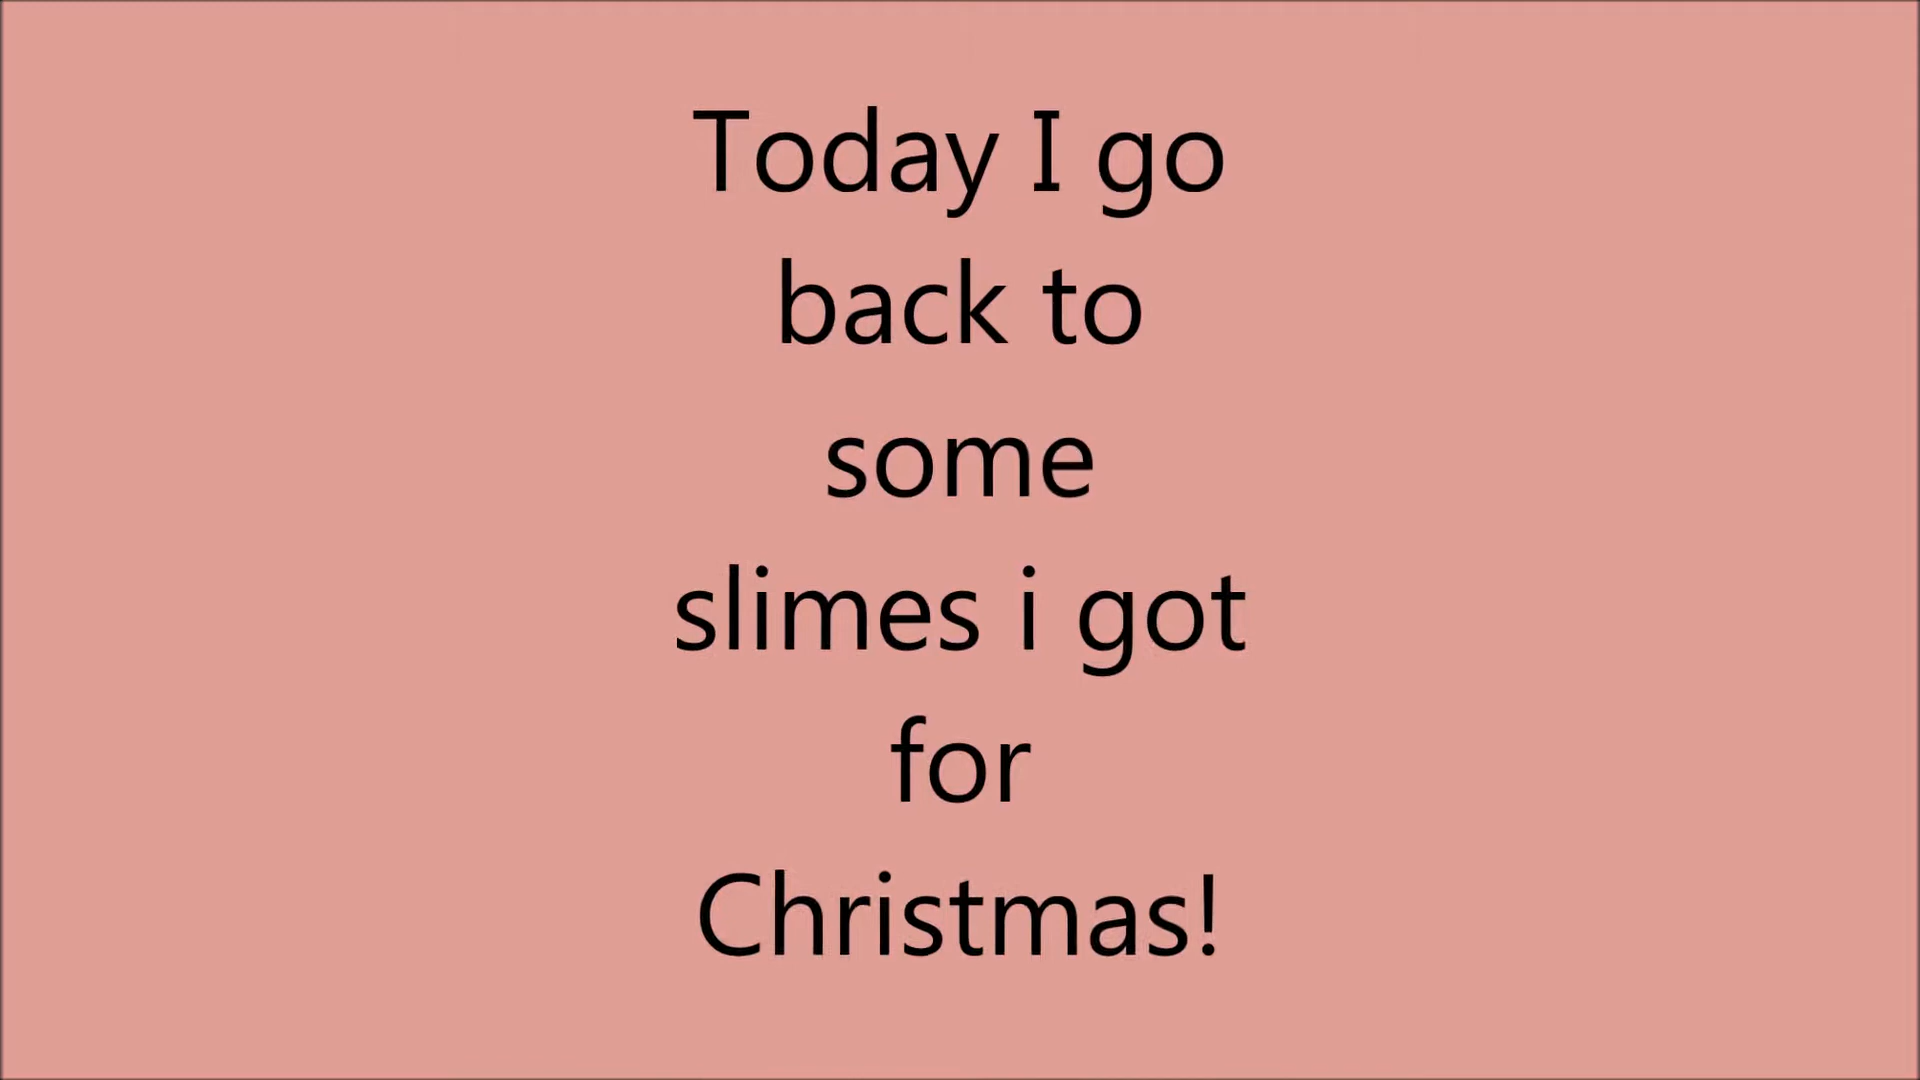 Today I go
back to
some
slimes i got
for
Christmas!